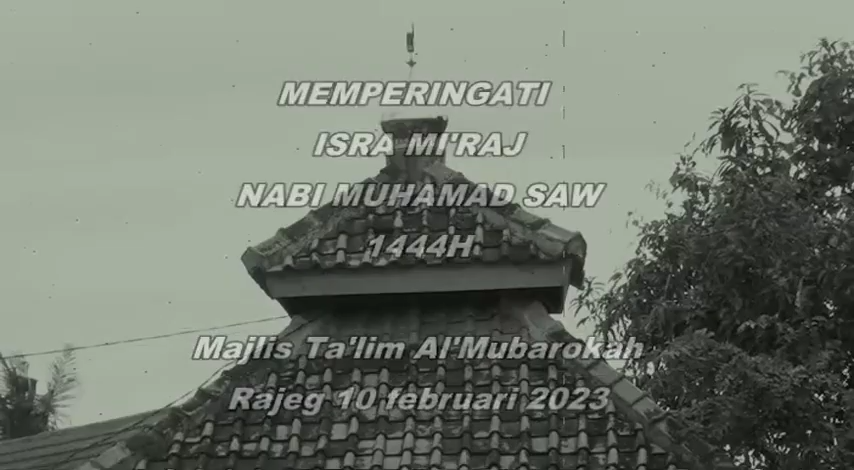 MEMPERINGATI
ISRA MI'RAJ
NABI MUHAMAD SAW
1444H
Majlis Ta'lim Al'Mubarokah
Rajeg 10 februari 2023